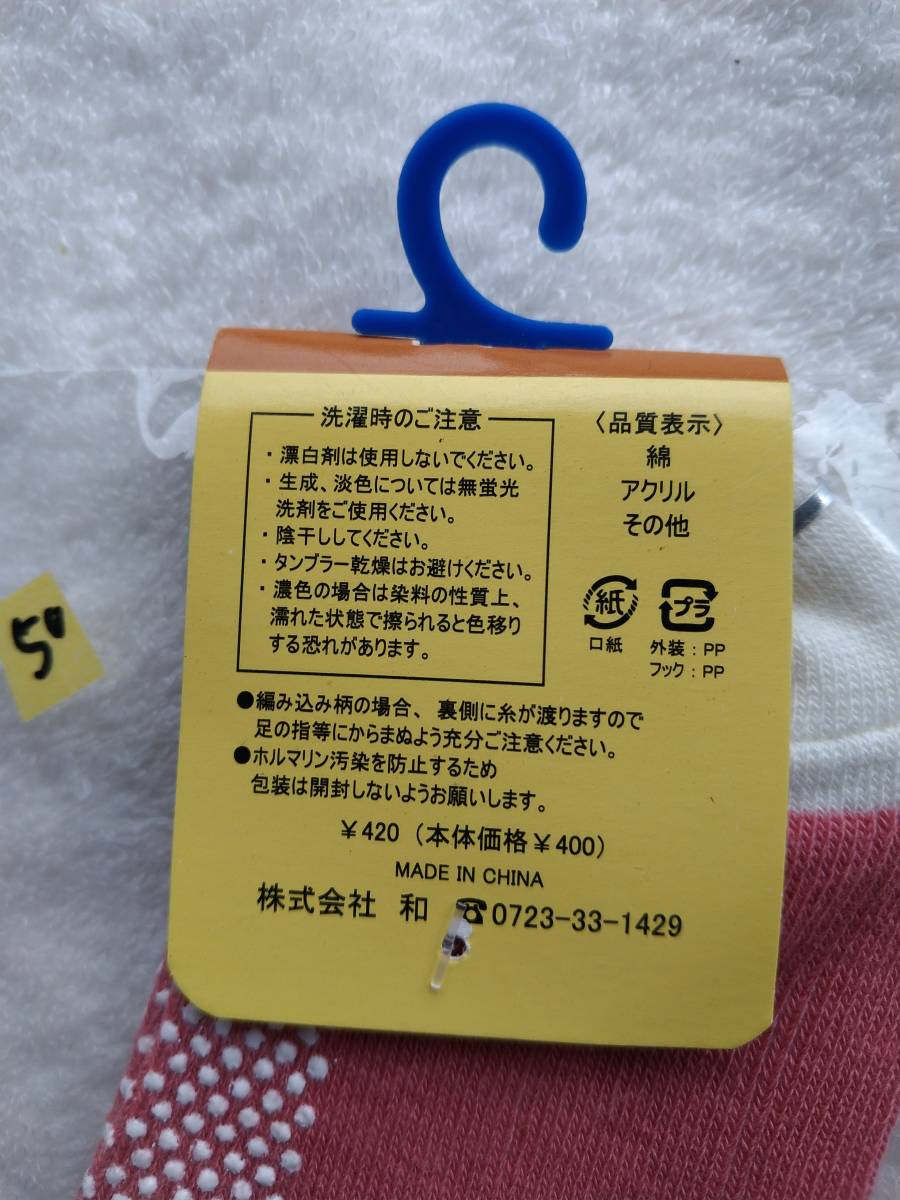 洗濯時のご注意
・漂白剤は使用しないでください。
・生成、淡色については無蛍光
洗剤をご使用ください。
・陰干ししてください。
・タンブラー乾燥はお避けください。
・濃色の場合は染料の性質上、
濡れた状態で擦られると色移り
する恐れがあります。
〈品質表示〉
綿
アクリル
その他
紙
口紙
プラ
外装：PP
フック：PP
●編み込み柄の場合、裏側に糸が渡りますので
足の指等にからまぬよう充分ご注意ください。
●ホルマリン汚染を防止するため
包装は開封しないようお願いします。
￥420（本体価格￥400）
MADE IN CHINA
株式会社 和 ☎0723-33-1429